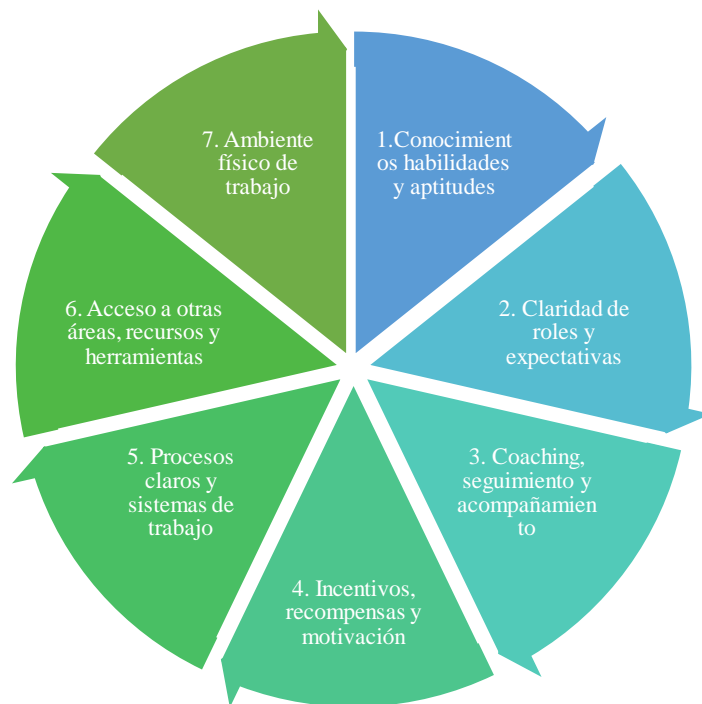 1.Conocimient
os habilidades
y aptitudes
2. Claridad de
roles y
expectativas
3. Coaching,
seguimiento y
acompañamien
to
4. Incentivos,
recompensas y
motivación
5. Procesos
claros y
sistemas de
trabajo
6. Acceso a otras
áreas, recursos y
herramientas
7. Ambiente
físico de
trabajo